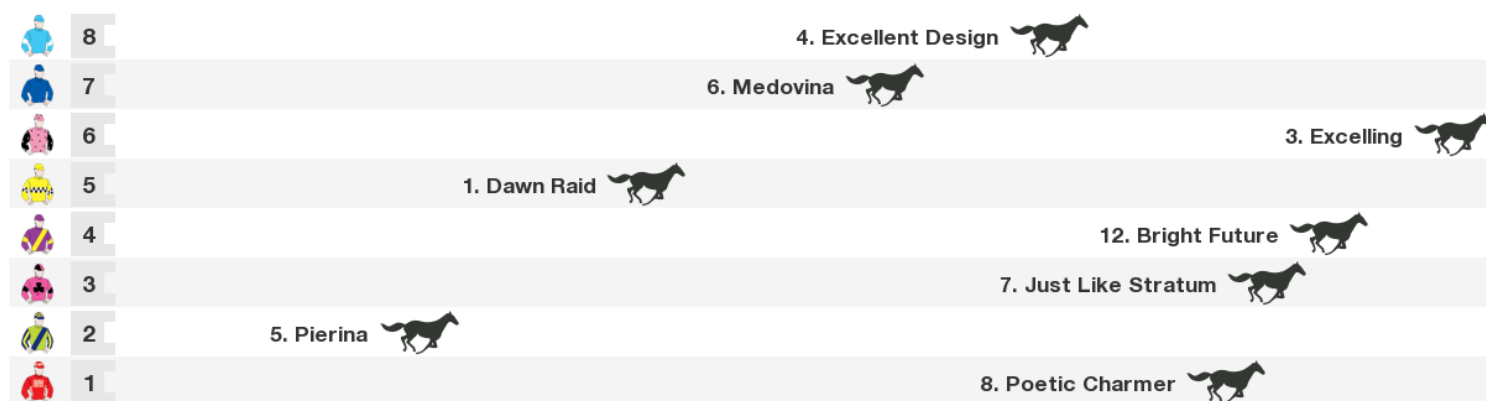 8 4. Excellent Design
7 6. Medovina
6 3. Excelling
5 1. Dawn Raid
4 12. Bright Future
3 7. Just Like Stratum
2 5. Pierina
1 8. Poetic Charmer